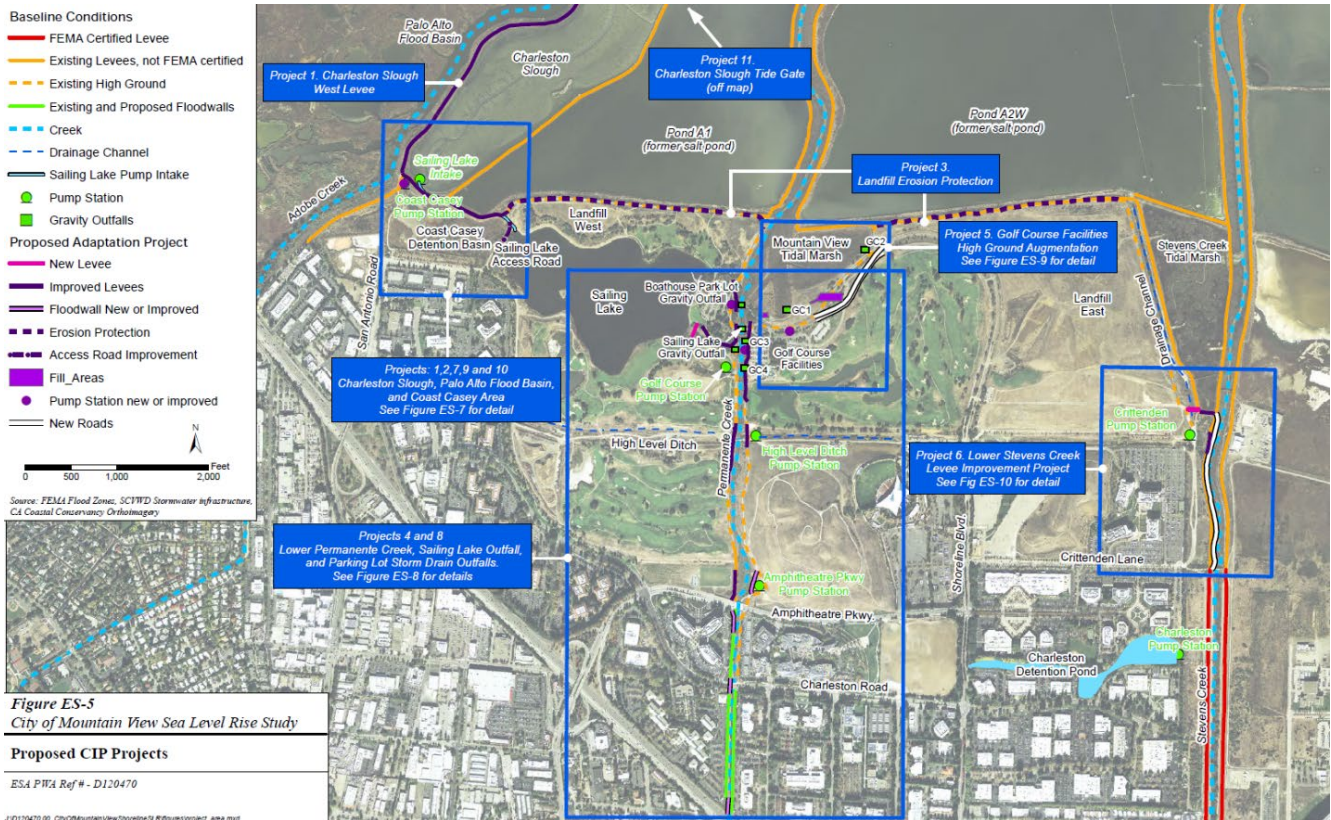 Baseline Conditions
FEMA Certified Levee
Existing Levees, not FEMA certified
Existing High Ground
Existing and Proposed Floodwalls
Creek
Drainage Channel
Sailing Lake Pump Intake
Pump Station
Gravity Outfalls
Proposed Adaptation Project
New Levee
Improved Levees
Floodwall New or Improved
Erosion Protection
Access Road Improvement
Fill_Areas
Pump Station new or improved
New Roads
N
Feet
0 500 1,000 2,000
Source: FEMA Flood Zones, SCVWD Stormwater infrastructure,
CA Coastal Conservancy Orthoimagery
Palo Alto
Flood Basin
Charleston
Slough
Project 1. Charleston Slough
West Levee
Project 11.
Charleston Slough Tide Gate
(off map)
Pond A1
(former salt pond)
Pond A2W
(former salt pond)
Project 3.
Landfill Erosion Protection
Sailing Lake
Intake
Coast Casey
Pump Station
Adobe Creek
Coast Casey
Detention Basin
Sailing Lake
Access Road
Landfill
West
Mountain View
Tidal Marsh
GC2
Project 5. Golf Course Facilities
High Ground Augmentation
See Figure ES-9 for detail
Stevens Creek
Tidal Marsh
San Antonio Road
Sailing
Lake
Boathouse Park Lot
Gravity Outfall
GC1
Landfill
East
Drainage Channel
Sailing Lake
Gravity Outfall
GC3
GC4
Golf Course
Facilities
Golf Course
Pump Station
Projects: 1,2,7,9 and 10
Charleston Slough, Palo Alto Flood Basin,
and Coast Casey Area
See Figure ES-7 for detail
High Level Ditch
Permanente Creek
High Level Ditch
Pump Station
Crittenden
Pump Station
Project 6. Lower Stevens Creek
Levee Improvement Project
See Fig ES-10 for detail
Projects 4 and 8
Lower Permanente Creek, Sailing Lake Outfall,
and Parking Lot Storm Drain Outfalls.
See Figure ES-8 for details
Shoreline Blvd.
Crittenden Lane
Amphitheatre Pkwy
Pump Station
Amphitheatre Pkwy.
Charleston
Pump Station
Charleston
Detention Pond
Charleston Road
Stevens Creek
Figure ES-5
City of Mountain View Sea Level Rise Study
Proposed CIP Projects
ESA PWA Ref # - D120470